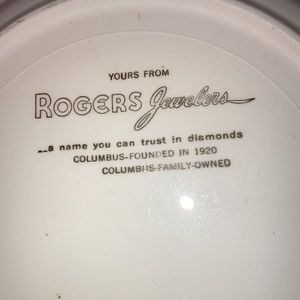 YOURS FROM
ROGERS Jewelers
...a name you can trust in diamonds
COLUMBUS-FOUNDED IN 1920
COLUMBUS-FAMILY-OWNED